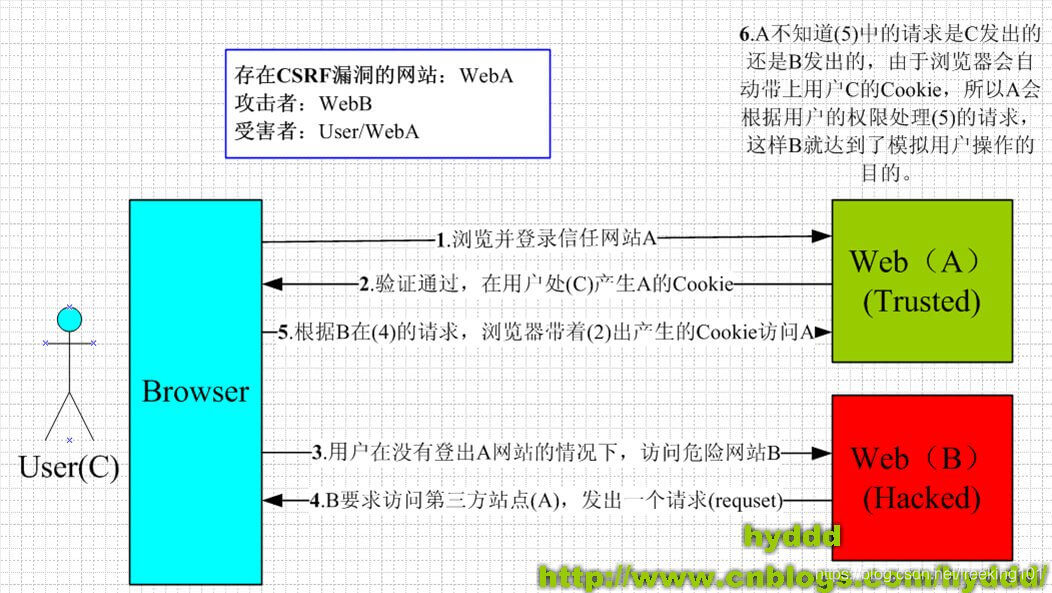 存在CSRF漏洞的网站：WebA
攻击者：WebB
受害者：User/WebA
6.A不知道(5)中的请求是C发出的
还是B发出的，由于浏览器会自
动带上用户C的Cookie，所以A会
根据用户的权限处理(5)的请求，
这样B就达到了模拟用户操作的
目的。
1.浏览并登录信任网站A
2.验证通过，在用户处(C)产生A的Cookie
5.根据B在(4)的请求，浏览器带着(2)出产生的Cookie访问A
3.用户在没有登出A网站的情况下，访问危险网站B
4.B要求访问第三方站点(A)，发出一个请求(requset)
User(C)
Browser
Web（A）
(Trusted)
Web（B）
(Hacked)
hyddd
http://www.cnblogs.com/hyddd/
https://blog.csdn.net/freeking101